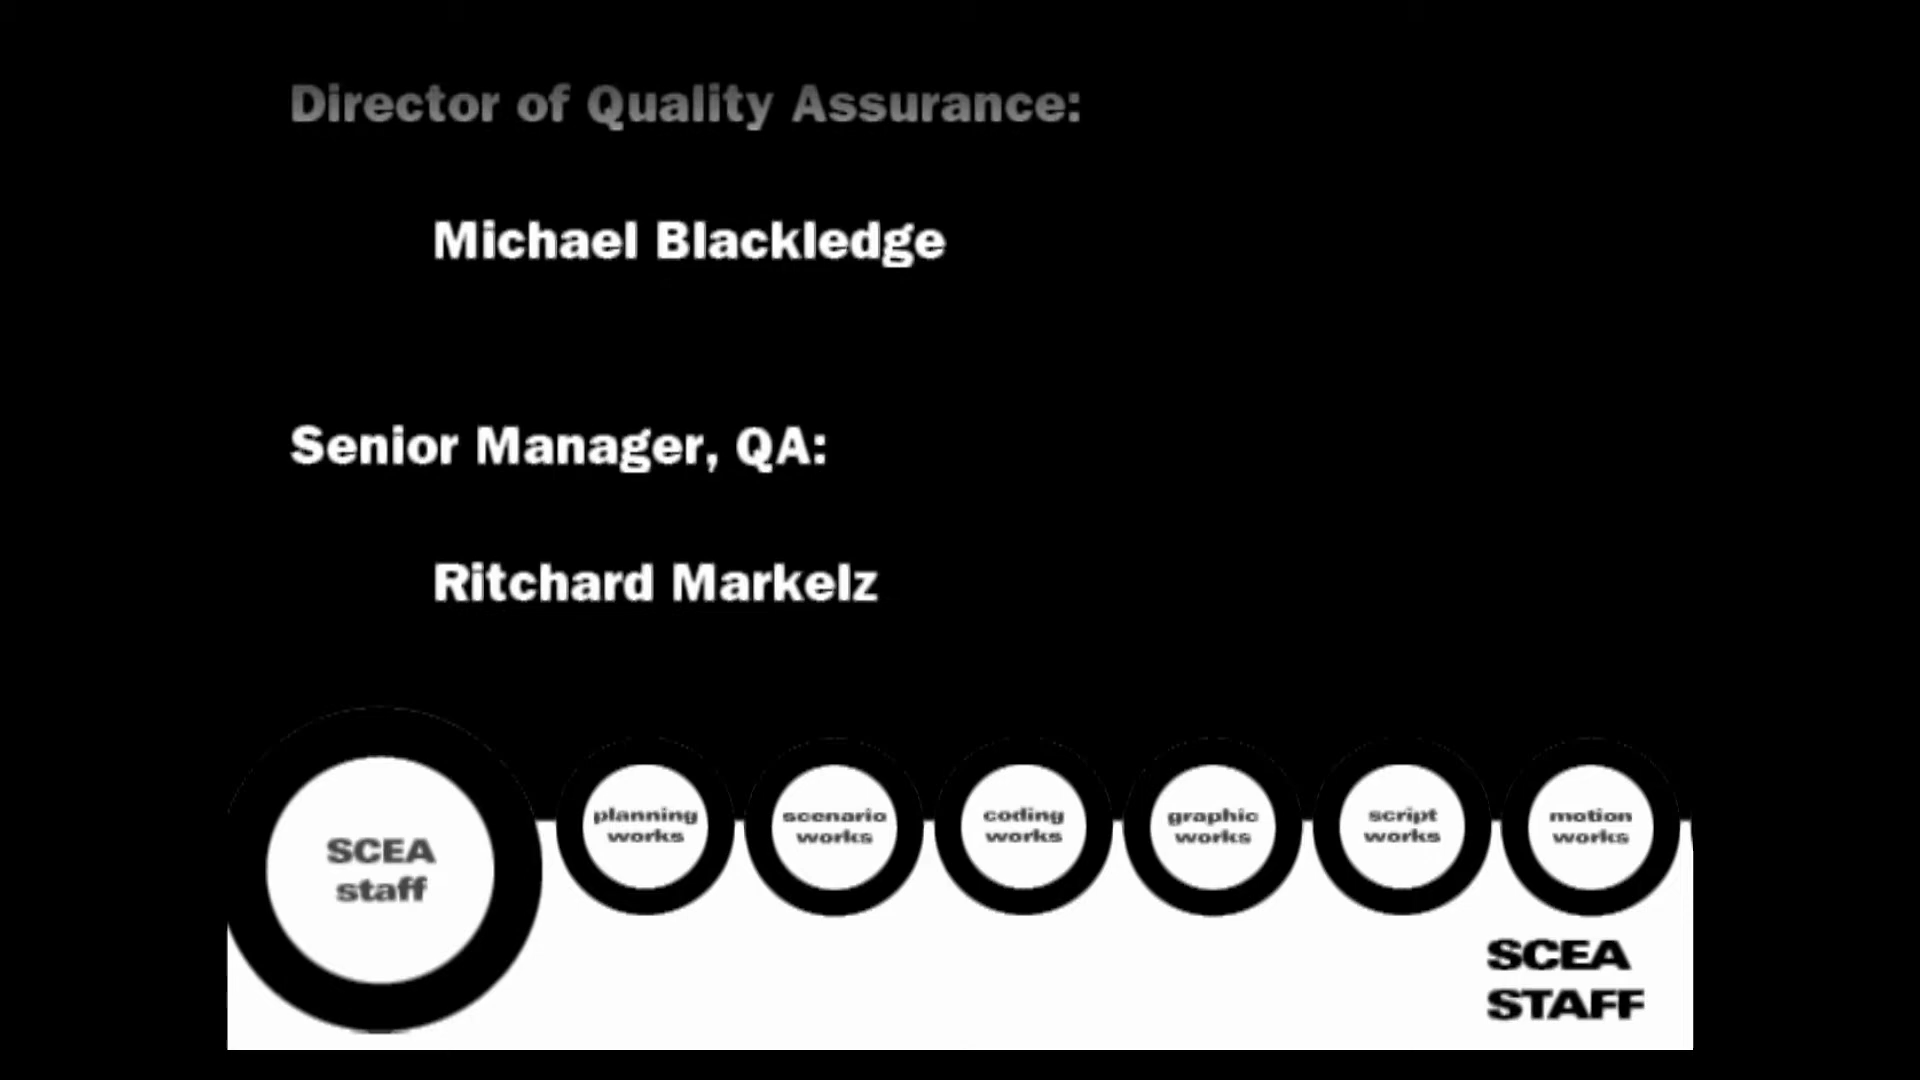 Director of Quality Assurance:
Michael Blackledge
Senior Manager, QA:
Ritchard Markelz
SCEA
staff
planning
works
scenario
works
coding
works
graphic
works
script
works
motion
works
SCEA
STAFF